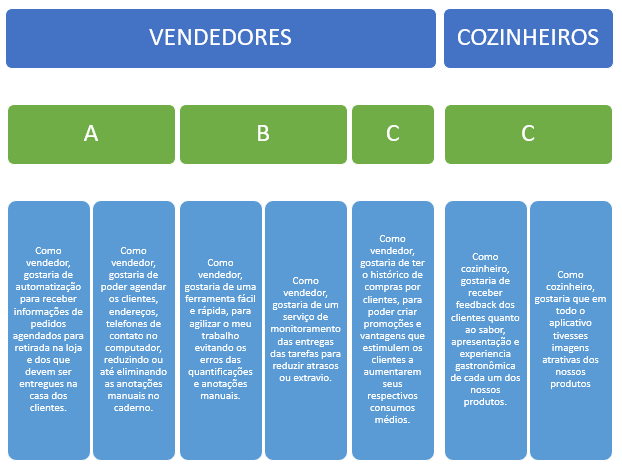 VENDEDORES
COZINHEIROS
A
B
C
C
Como
vendedor,
gostaria de
automatização
para receber
informações de
pedidos
agendados para
retirada na loja
e dos que
devem ser
entregues na
casa dos
clientes.
Como
vendedor,
gostaria de
poder agendar
os clientes,
endereços,
telefones de
contato no
computador,
reduzindo ou
até eliminando
as anotações
manuais no
caderno.
Como
vendedor,
gostaria de uma
ferramenta fácil
e rápida, para
agilizar o meu
trabalho
evitando os
erros das
quantificações
e anotações
manuais.
Como
vendedor,
gostaria de um
serviço de
monitoramento
das entregas
das tarefas para
reduzir atrasos
ou extravio.
Como
vendedor,
gostaria de ter
o histórico de
compras por
clientes, para
poder criar
promoções e
vantagens que
estimulem os
clientes a
aumentarem
seus
respectivos
consumos
médios.
Como
cozinheiro,
gostaria de
receber
feedback dos
clientes quanto
ao sabor,
apresentação e
experiencia
gastronômica
de cada um dos
nossos
produtos.
Como
cozinheiro,
gostaria que em
todo o
aplicativo
tivesses
imagens
atrativas dos
nossos
produtos